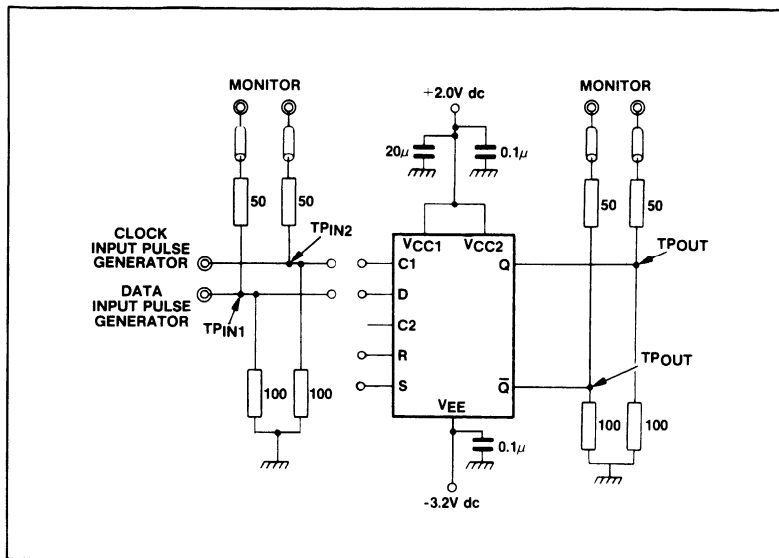 MONITOR
MONITOR
+2.0V dc
20μ
0.1μ
50
50
50
50
CLOCK
INPUT PULSE
GENERATOR
TPIN2
VCC1
VCC2
C1
Q
TPOUT
DATA
INPUT PULSE
GENERATOR
TPIN1
D
C2
R
S
Q̅
TPOUT
VEE
100
100
0.1μ
100
100
-3.2V dc